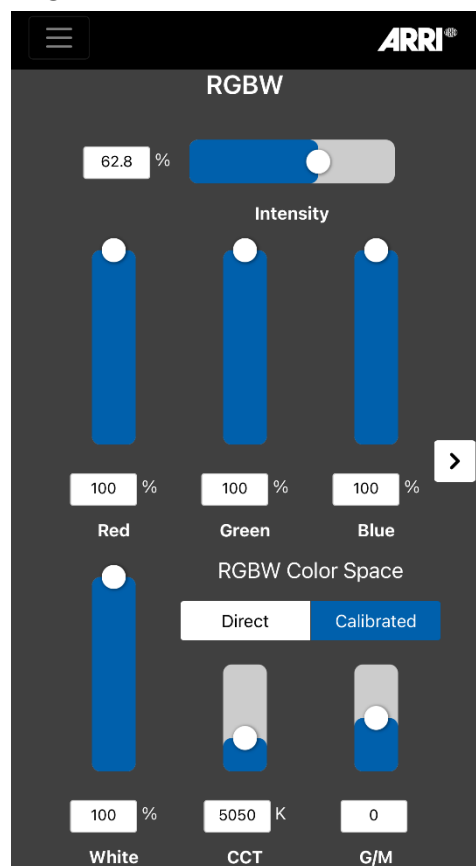 ARRI
RGBW
62.8 %
Intensity
100 % 100 % 100 %
Red Green Blue
RGBW Color Space
Direct Calibrated
100 % 5050 K 0
White CCT G/M